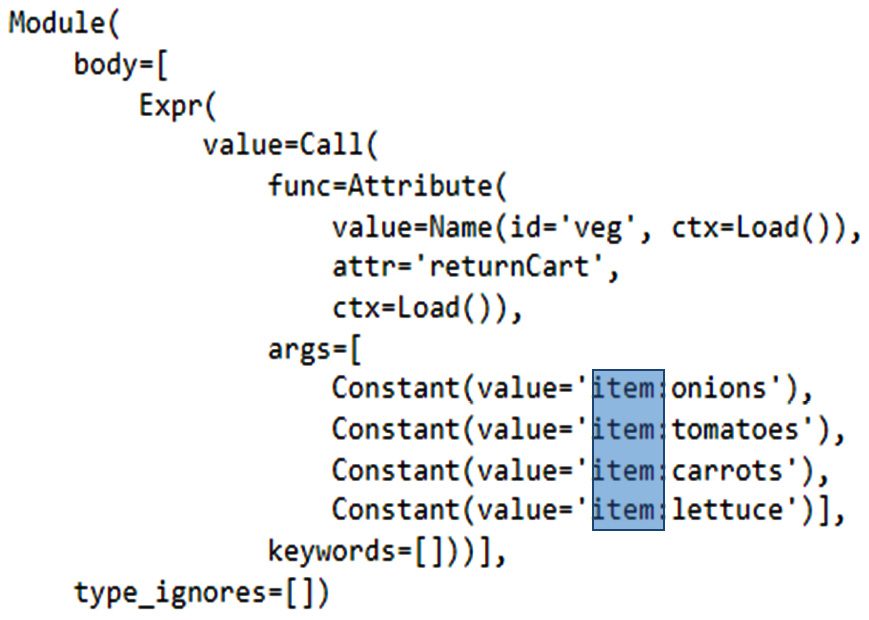 Module(
    body=[
        Expr(
            value=Call(
                func=Attribute(
                    value=Name(id='veg', ctx=Load()),
                    attr='returnCart',
                    ctx=Load()),
                args=[
                    Constant(value='item:onions'),
                    Constant(value='item:tomatoes'),
                    Constant(value='item:carrots'),
                    Constant(value='item:lettuce')],
                keywords=[]))],
    type_ignores=[])